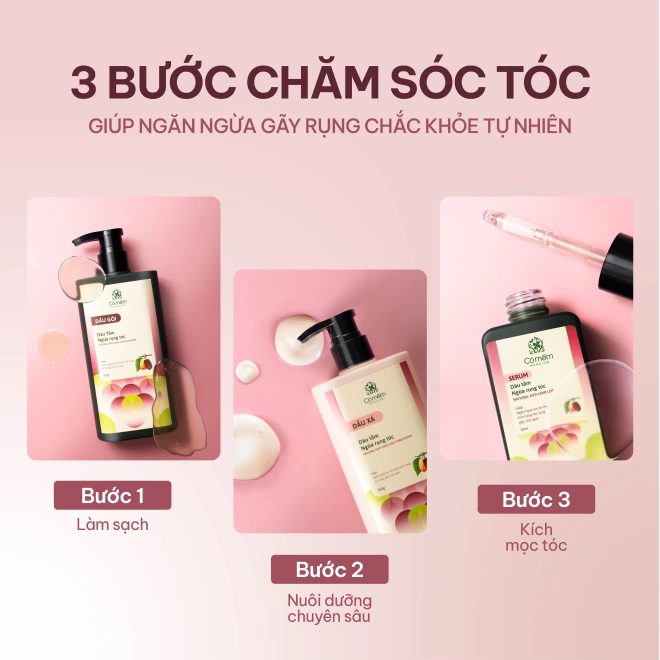 3 BƯỚC CHĂM SÓC TÓC
GIÚP NGĂN NGỪA GÃY RỤNG CHẮC KHỎE TỰ NHIÊN
Cỏ mềm
DẦU GỘI
Dâu Tằm
Ngừa rụng tóc
Bước 1
Làm sạch
Cỏ mềm
DẦU XẢ
Dâu tằm
Ngừa rụng tóc
Bước 2
Nuôi dưỡng
chuyên sâu
Cỏ mềm
SERUM
Dâu tằm
Ngừa rụng tóc
Bước 3
Kích
mọc tóc